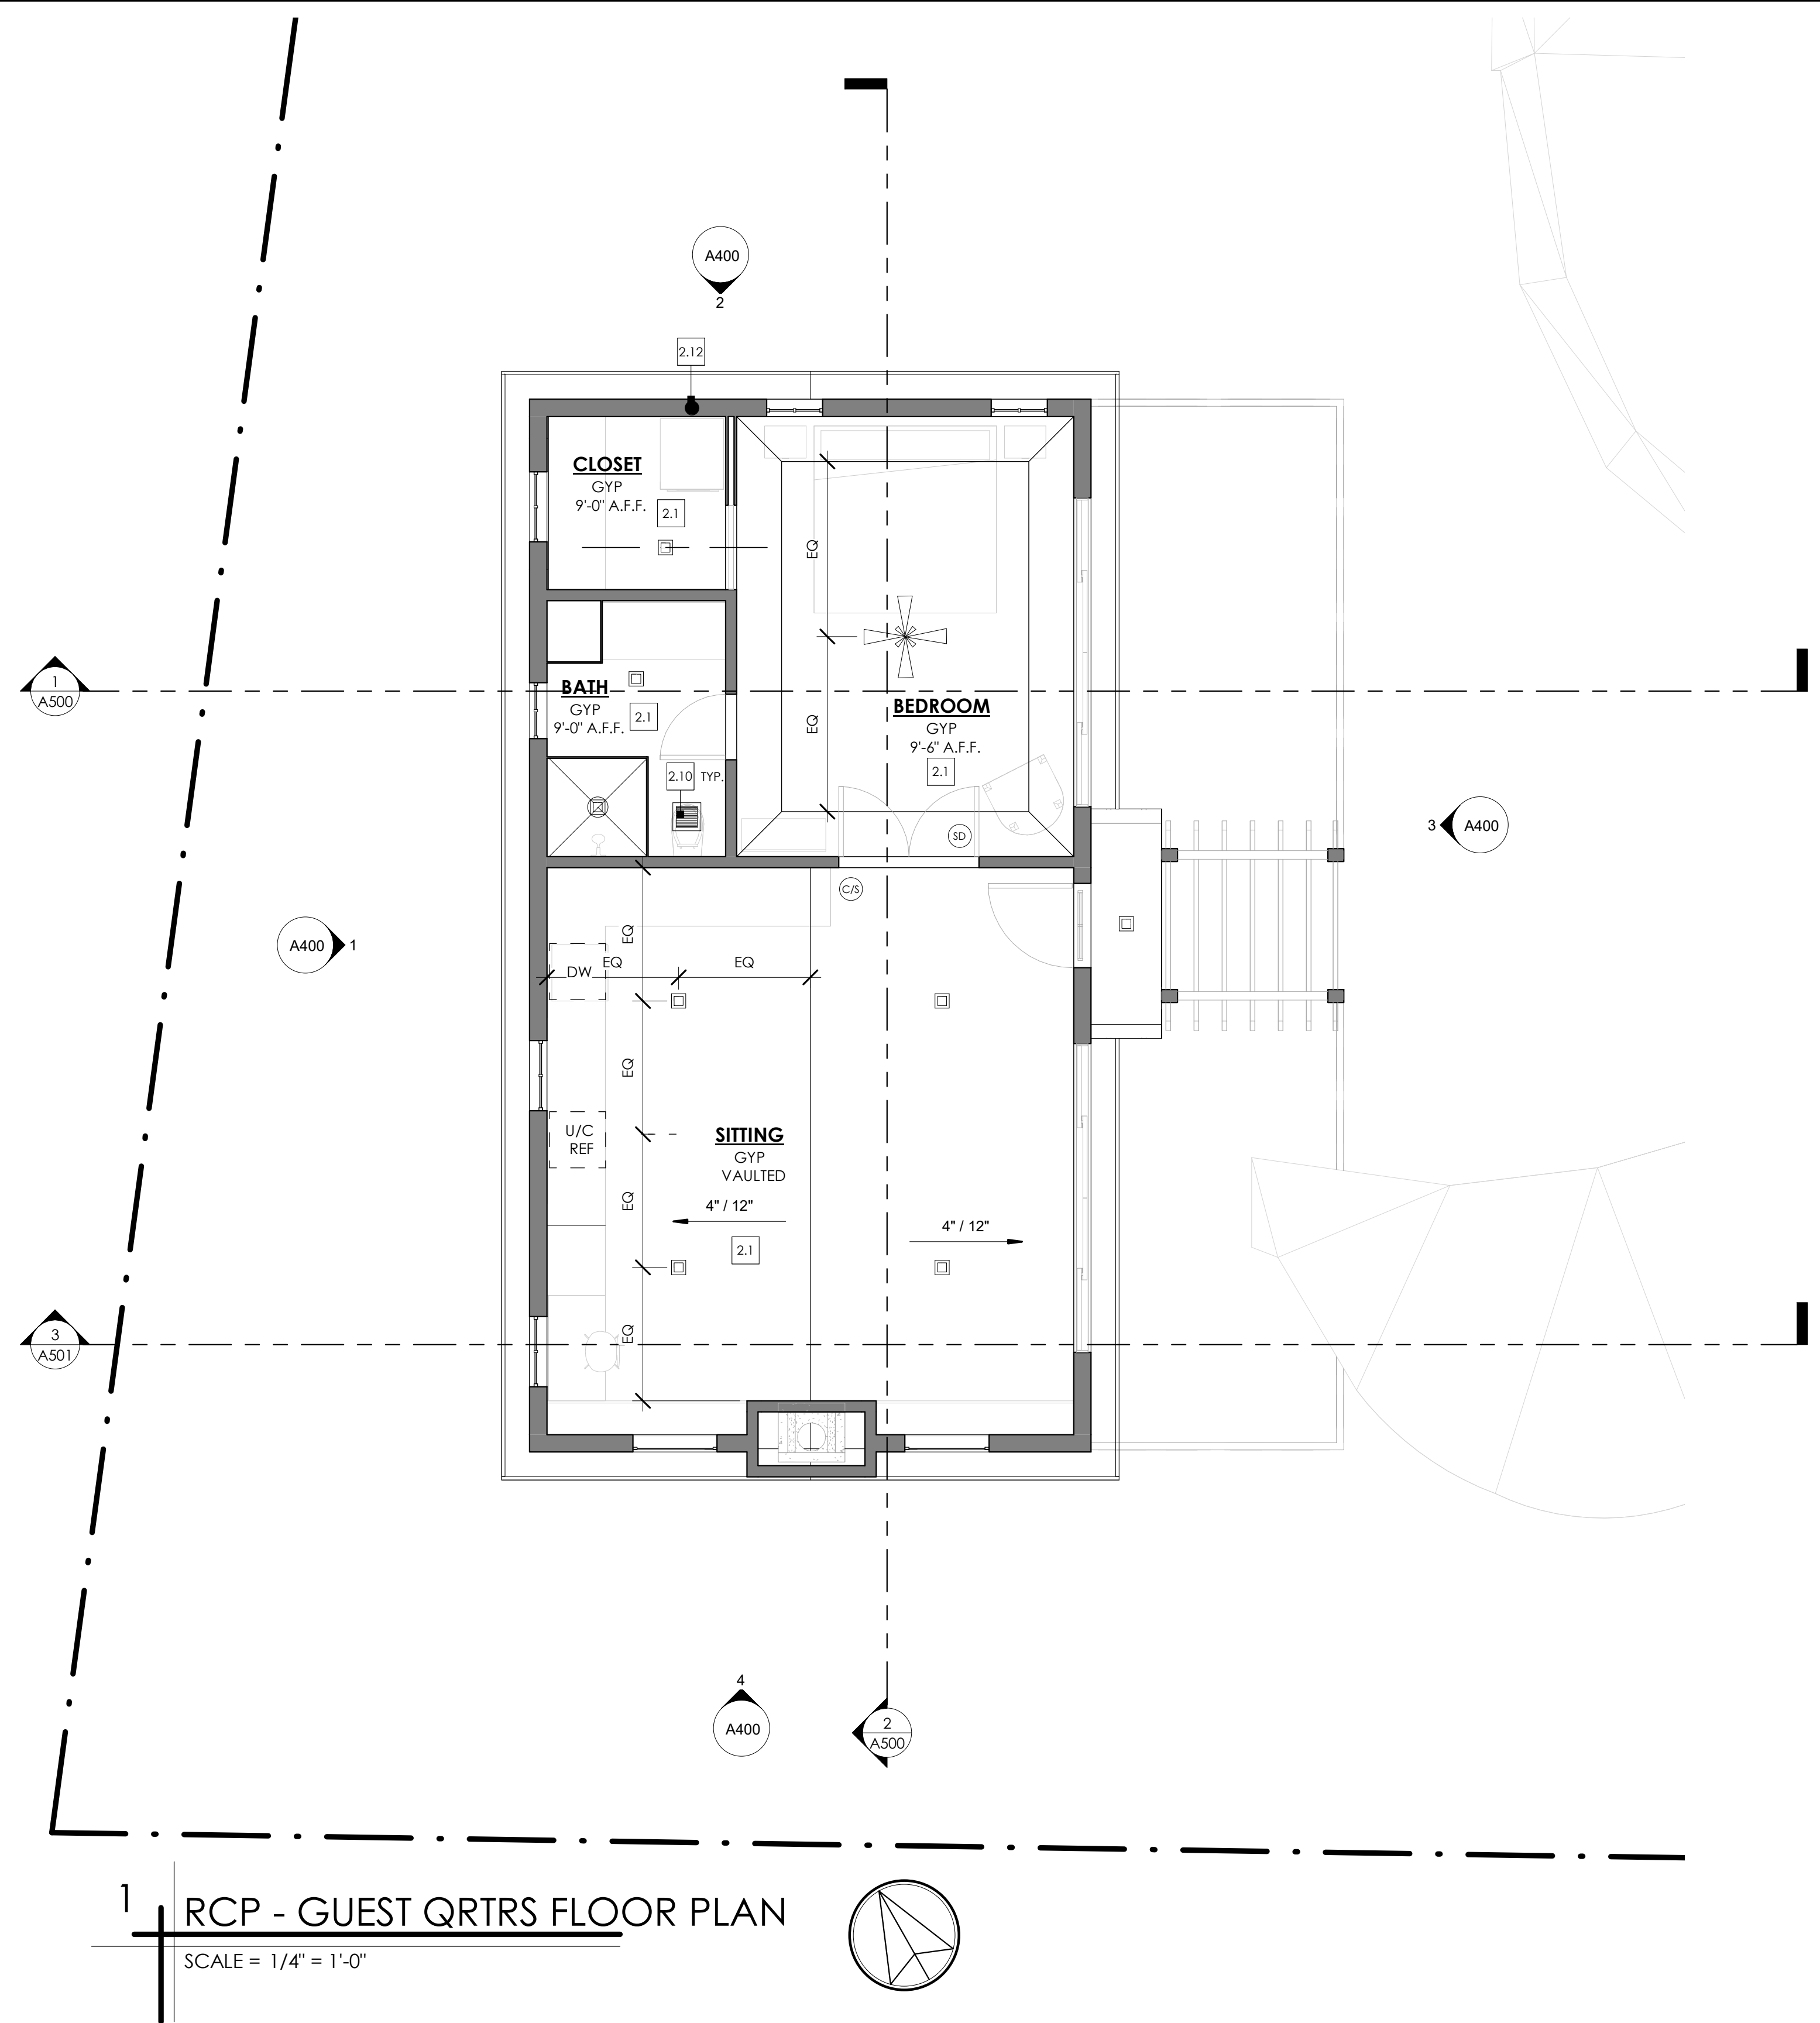 A400
2
2.12
CLOSET
GYP
9'-0" A.F.F.
2.1
EQ
1
A500
BATH
GYP
9'-0" A.F.F.
2.1
EQ
BEDROOM
GYP
9'-6" A.F.F.
2.1
2.10 TYP.
SD
3
A400
C/S
A400
1
EQ
DW
EQ
EQ
EQ
U/C
REF
SITTING
GYP
VAULTED
4" / 12"
4" / 12"
EQ
2.1
3
A501
EQ
4
A400
2
A500
1
RCP - GUEST QRTRS FLOOR PLAN
SCALE = 1/4" = 1'-0"